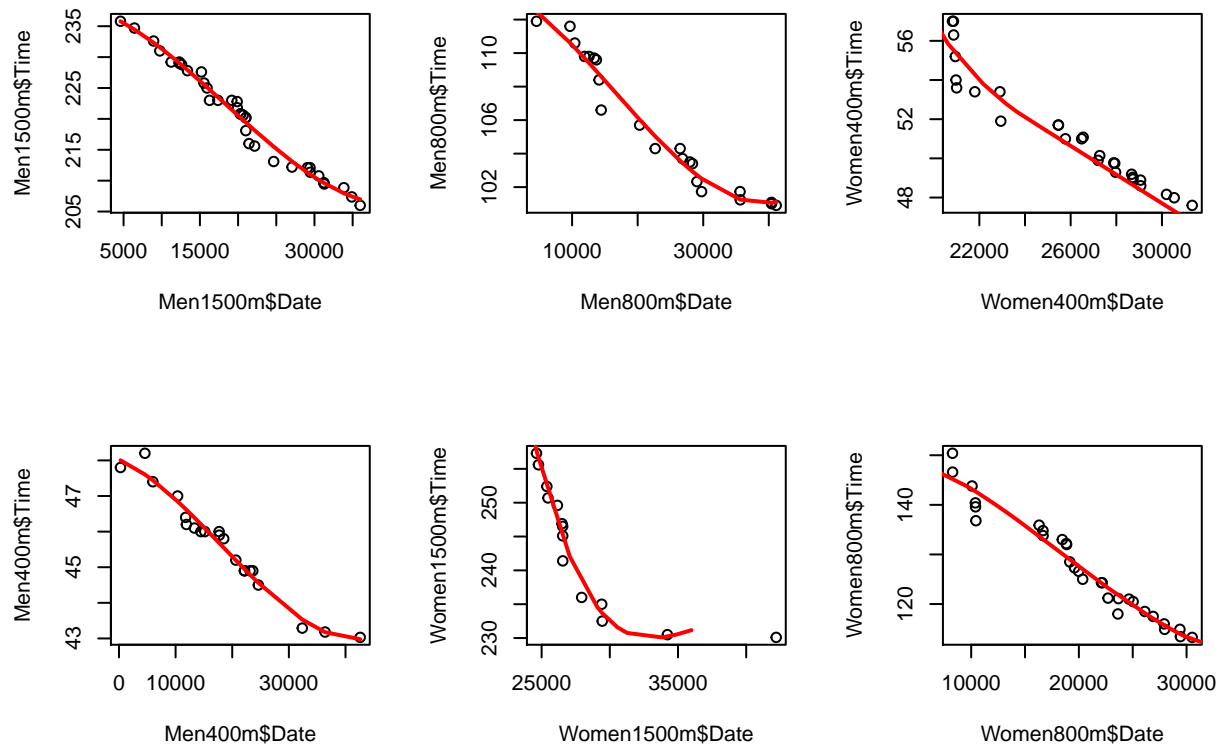 Men1500m$Time
205 215 225 235
5000 15000 30000
Men1500m$Date
Men800m$Time
102 106 110
10000 30000
Men800m$Date
Women400m$Time
48 52 56
22000 26000 30000
Women400m$Date
Men400m$Time
43 45 47
0 10000 30000
Men400m$Date
Women1500m$Time
230 240 250
25000 35000
Women1500m$Date
Women800m$Time
120 140
10000 20000 30000
Women800m$Date